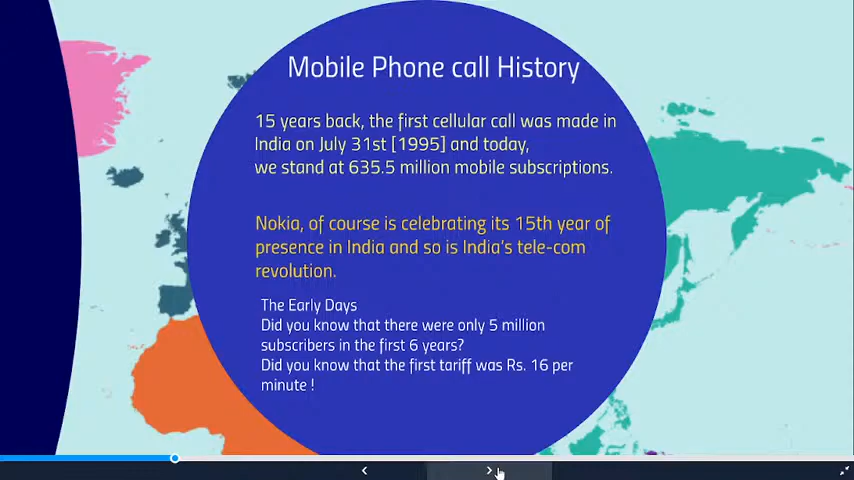 Mobile Phone call History
15 years back, the first cellular call was made in
India on July 31st [1995] and today,
we stand at 635.5 million mobile subscriptions.
Nokia, of course is celebrating its 15th year of
presence in India and so is India's tele-com
revolution.
The Early Days
Did you know that there were only 5 million
subscribers in the first 6 years?
Did you know that the first tariff was Rs. 16 per
minute !